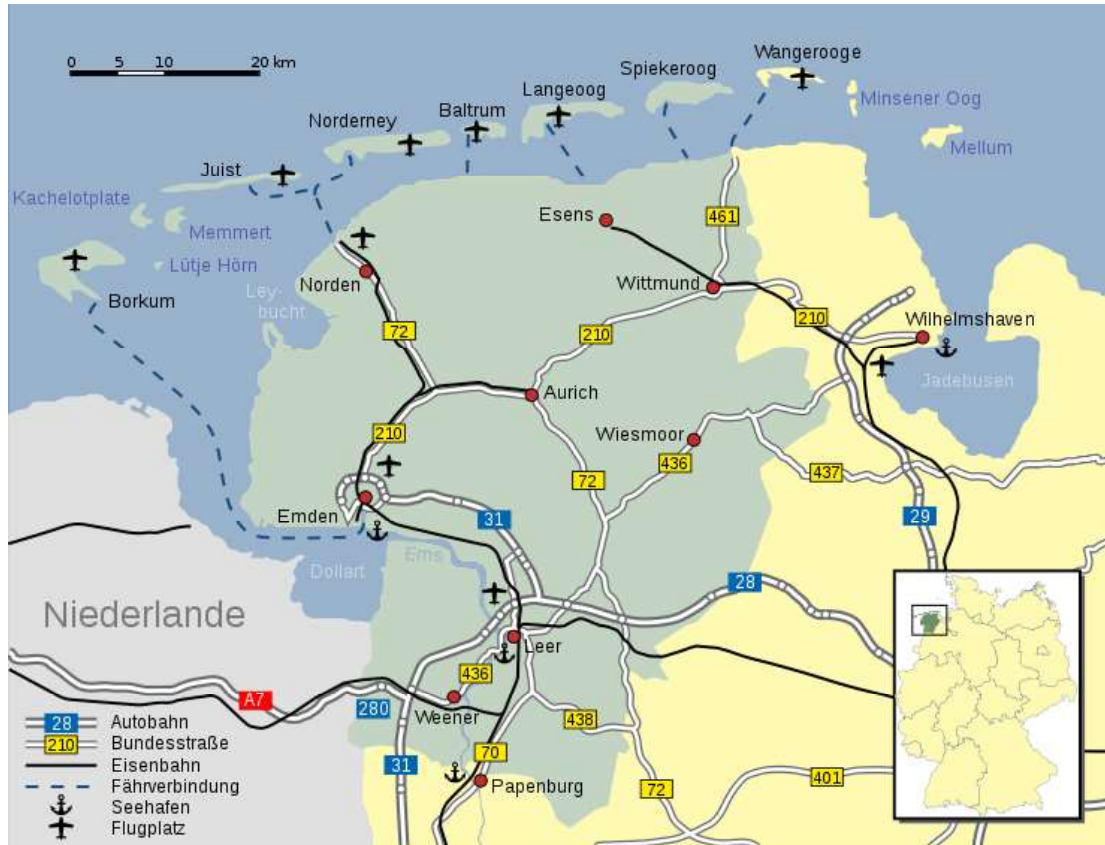 0 5 10 20 km
Wangerooge
Spiekeroog
Langeoog
Baltrum
Norderney
Juist
Minsener Oog
Mellum
Kachelotplate
Memmert
Lütje Hörn
Borkum
Ley-
bucht
Norden
Esens
461
Wittmund
72
210
210
Wilhelmshaven
Jadebusen
Aurich
210
Wiesmoor
436
437
72
Emden
31
29
Ems
Dollart
28
Niederlande
Leer
436
A7
280
Weener
438
70
31
Papenburg
72
401
28 Autobahn
210 Bundesstraße
Eisenbahn
Fährverbindung
Seehafen
Flugplatz